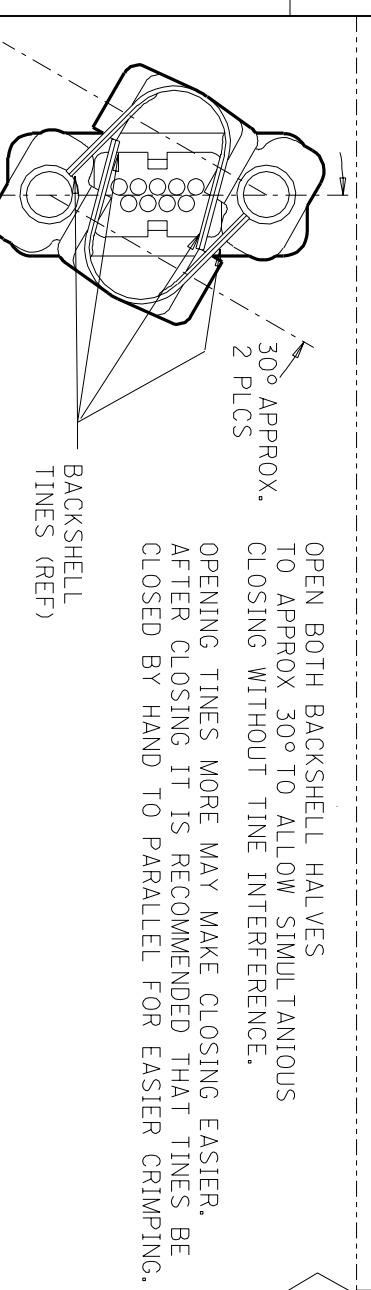 OPEN BOTH BACKSHELL HALVES
TO APPROX 30° TO ALLOW SIMULTANIOUS
CLOSING WITHOUT TINE INTERFERENCE.
OPENING TINES MORE MAY MAKE CLOSING EASIER.
AFTER CLOSING IT IS RECOMMENDED THAT TINES BE
CLOSED BY HAND TO PARALLEL FOR EASIER CRIMPING.
30° APPROX.
2 PLCS
BACKSHELL
TINES (REF)